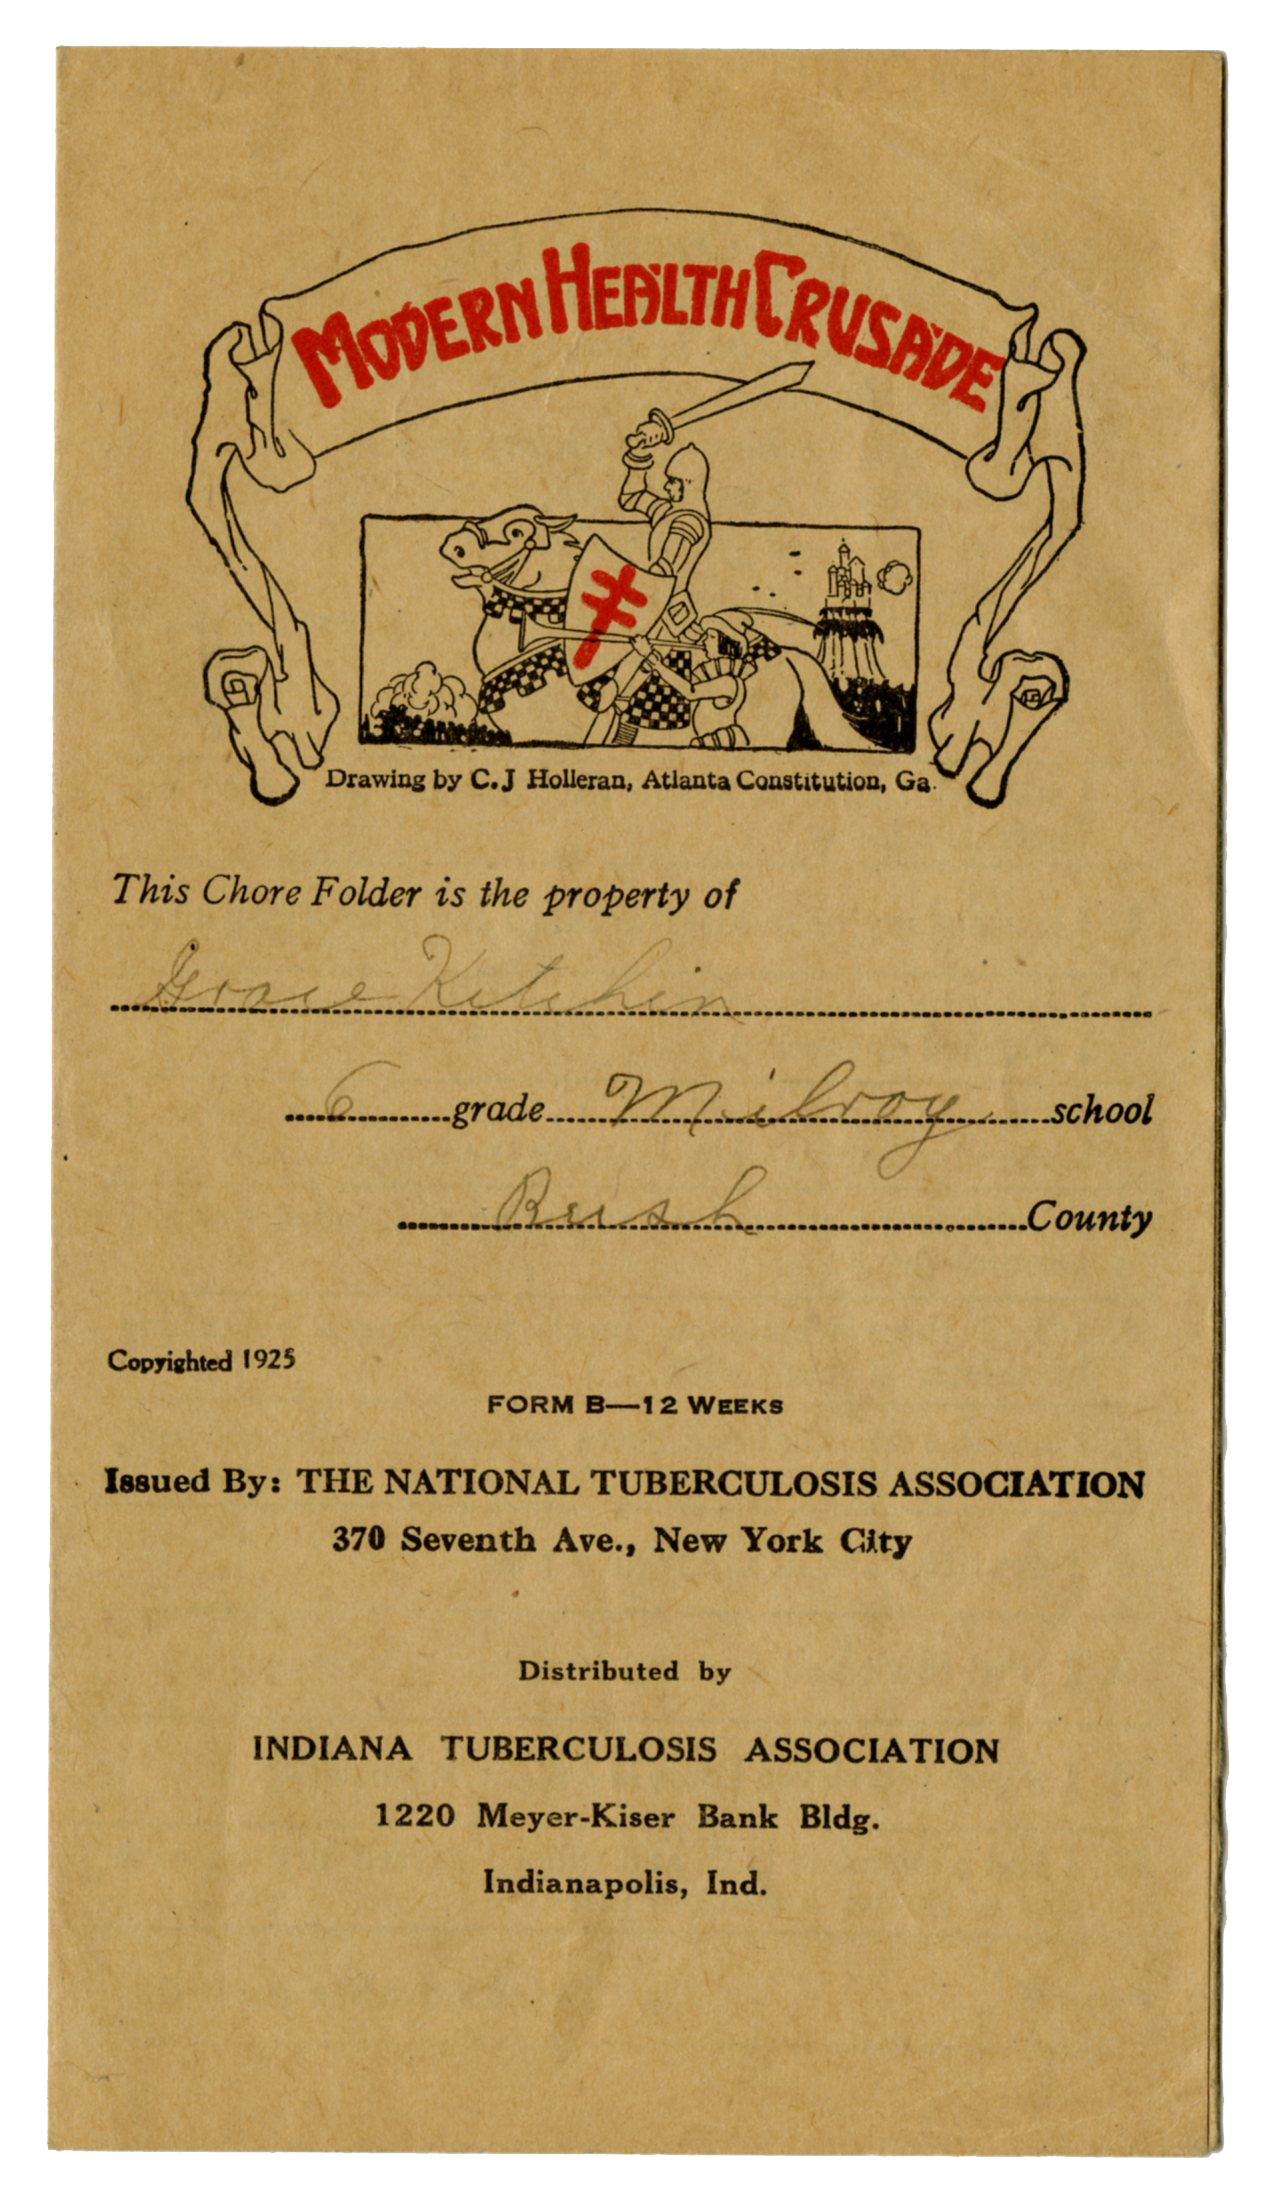 MODERN HEALTH CRUSADE
Drawing by C.J Holleran, Atlanta Constitution, Ga.
This Chore Folder is the property of
Grace Kitchin
6 grade Milroy school
Rush County
Copyrighted 1925
FORM B—12 WEEKS
Issued By: THE NATIONAL TUBERCULOSIS ASSOCIATION
370 Seventh Ave., New York City
Distributed by
INDIANA TUBERCULOSIS ASSOCIATION
1220 Meyer-Kiser Bank Bldg.
Indianapolis, Ind.